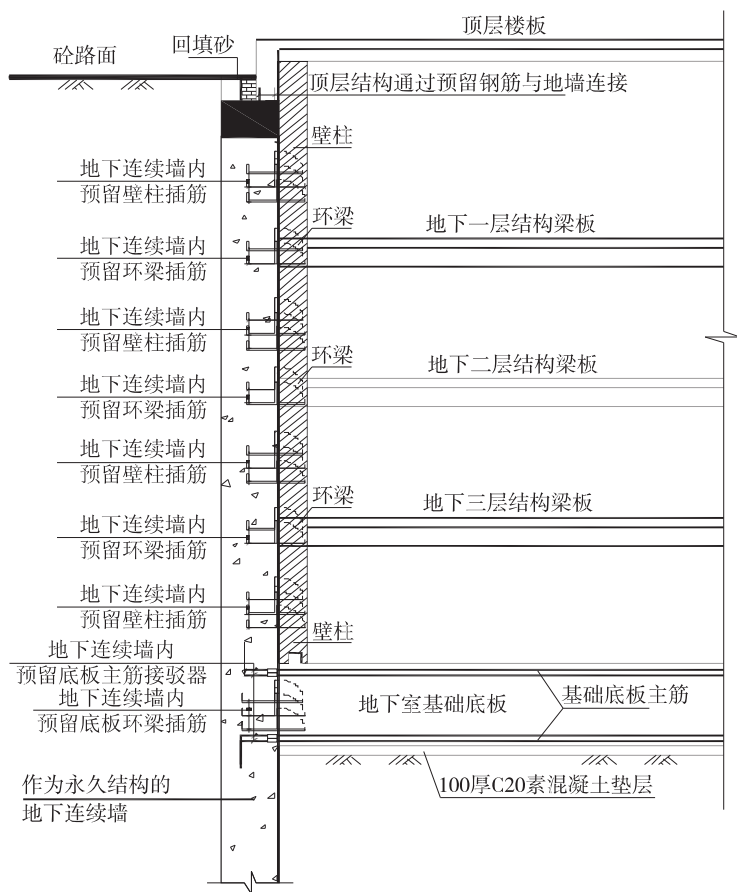 顶层楼板
回填砂
砼路面
顶层结构通过预留钢筋与地墙连接
壁柱
地下连续墙内
预留壁柱插筋
环梁
地下一层结构梁板
地下连续墙内
预留环梁插筋
地下连续墙内
预留壁柱插筋
环梁
地下二层结构梁板
地下连续墙内
预留环梁插筋
地下连续墙内
预留壁柱插筋
环梁
地下三层结构梁板
地下连续墙内
预留环梁插筋
地下连续墙内
预留壁柱插筋
壁柱
地下连续墙内
预留底板主筋接驳器
地下连续墙内
预留底板环梁插筋
地下室基础底板
基础底板主筋
作为永久结构的
地下连续墙
100厚C20素混凝土垫层